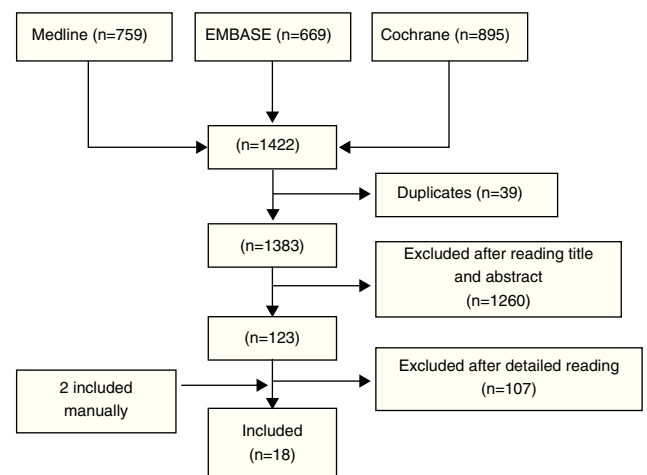 Medline (n=759)
EMBASE (n=669)
Cochrane (n=895)
(n=1422)
Duplicates (n=39)
(n=1383)
Excluded after reading title
and abstract
(n=1260)
(n=123)
Excluded after detailed reading
(n=107)
2 included
manually
Included
(n=18)